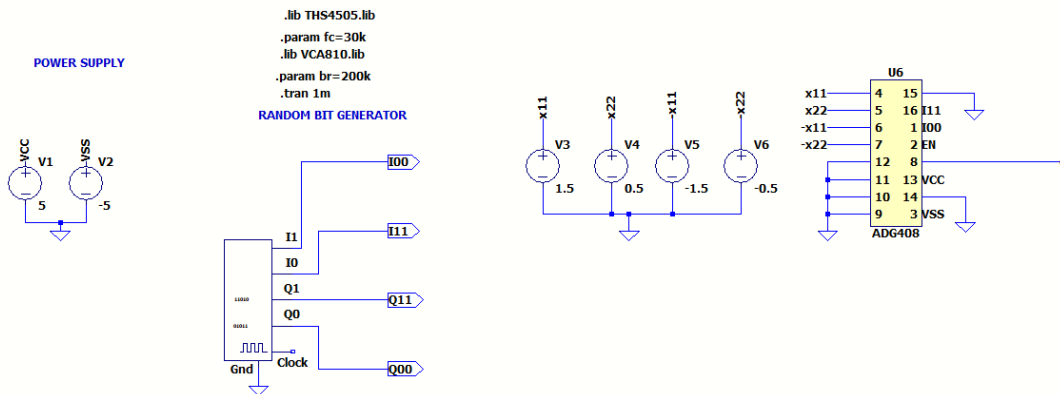 .lib THS4505.lib
.param fc=30k
.lib VCA810.lib
.param br=200k
.tran 1m
POWER SUPPLY
RANDOM BIT GENERATOR
VCC
V1
5
VSS
V2
-5
I1
I0
Q1
Q0
Clock
Gnd
11010
01011
I00
I11
Q11
Q00
x11
V3
1.5
x22
V4
0.5
-x11
V5
-1.5
-x22
V6
-0.5
U6
x11 4 15
x22 5 16 I11
-x11 6 1 I00
-x22 7 2 EN
12 8
11 13 VCC
10 14
9 3 VSS
ADG408